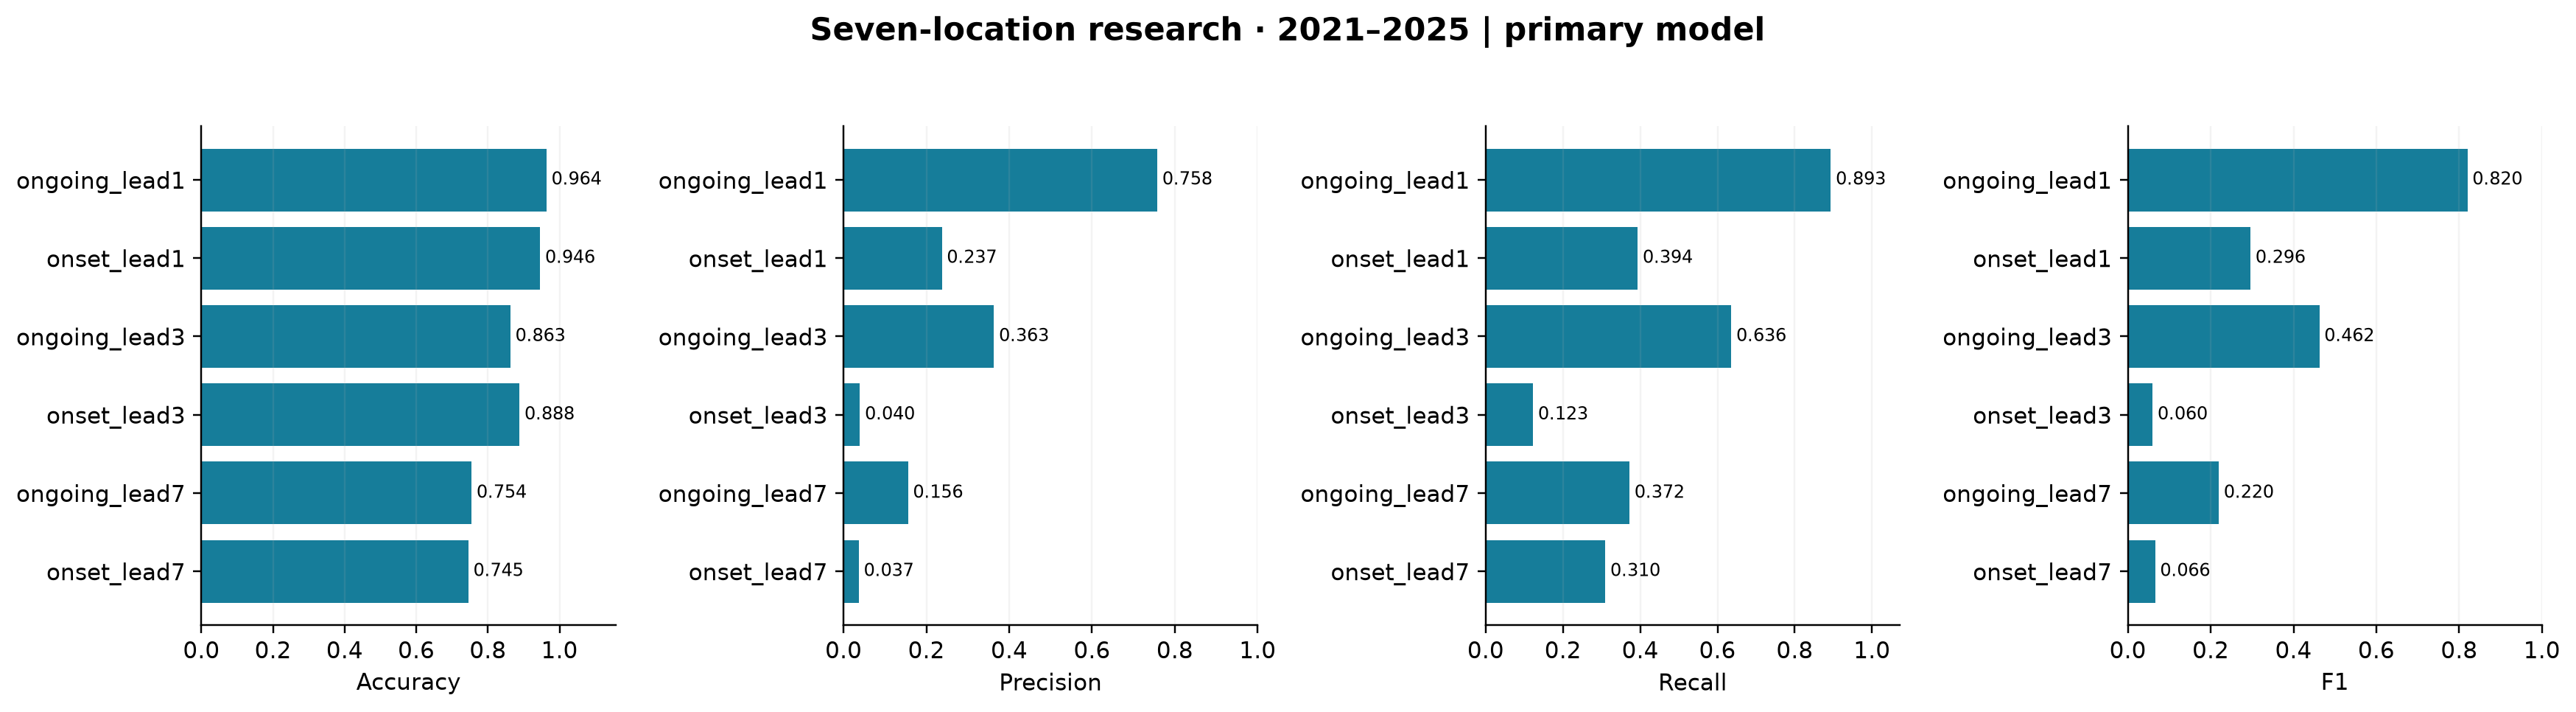 Seven-location research · 2021–2025 | primary model
ongoing_lead1
onset_lead1
ongoing_lead3
onset_lead3
ongoing_lead7
onset_lead7
0.964
0.946
0.863
0.888
0.754
0.745
0.0 0.2 0.4 0.6 0.8 1.0
Accuracy
ongoing_lead1
onset_lead1
ongoing_lead3
onset_lead3
ongoing_lead7
onset_lead7
0.758
0.237
0.363
0.040
0.156
0.037
0.0 0.2 0.4 0.6 0.8 1.0
Precision
ongoing_lead1
onset_lead1
ongoing_lead3
onset_lead3
ongoing_lead7
onset_lead7
0.893
0.394
0.636
0.123
0.372
0.310
0.0 0.2 0.4 0.6 0.8 1.0
Recall
ongoing_lead1
onset_lead1
ongoing_lead3
onset_lead3
ongoing_lead7
onset_lead7
0.820
0.296
0.462
0.060
0.220
0.066
0.0 0.2 0.4 0.6 0.8 1.0
F1